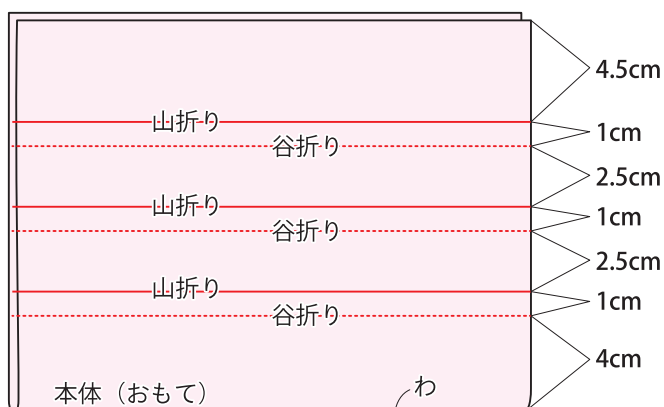 4.5cm
山折り
1cm
谷折り
2.5cm
山折り
1cm
谷折り
2.5cm
山折り
1cm
谷折り
4cm
わ
本体（おもて）